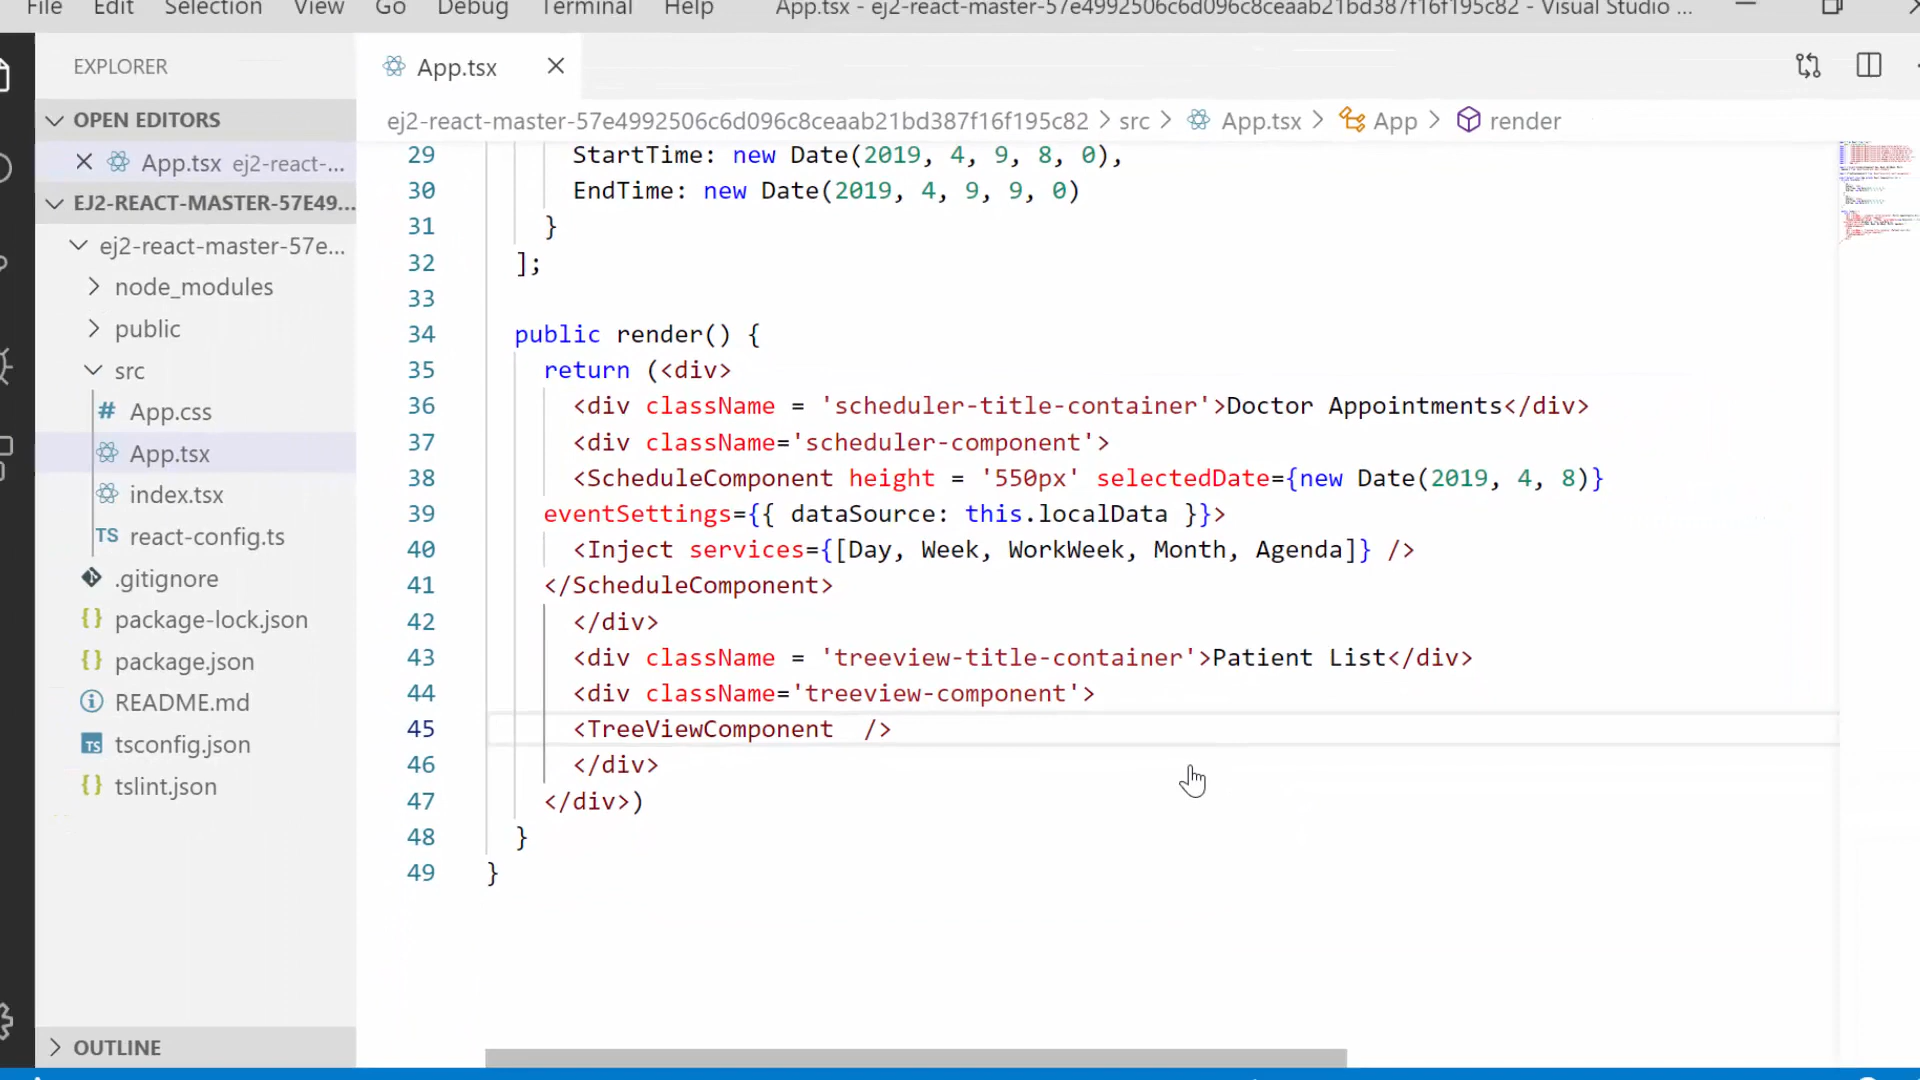 File Edit Selection View Go Debug Terminal Help App.tsx - ej2-react-master-57e4992506c6d096c8ceaab21bd387f16f195c82 - Visual Studio ...
EXPLORER
OPEN EDITORS
App.tsx ej2-react-...
EJ2-REACT-MASTER-57E49...
ej2-react-master-57e...
node_modules
public
src
# App.css
App.tsx
index.tsx
TS react-config.ts
.gitignore
{} package-lock.json
{} package.json
README.md
TS tsconfig.json
{} tslint.json
OUTLINE
App.tsx
ej2-react-master-57e4992506c6d096c8ceaab21bd387f16f195c82 > src > App.tsx > App > render
29 StartTime: new Date(2019, 4, 9, 8, 0),
30 EndTime: new Date(2019, 4, 9, 9, 0)
31 }
32 ];
33
34 public render() {
35 return (<div>
36 <div className = 'scheduler-title-container'>Doctor Appointments</div>
37 <div className='scheduler-component'>
38 <ScheduleComponent height = '550px' selectedDate={new Date(2019, 4, 8)}
39 eventSettings={{ dataSource: this.localData }}>
40 <Inject services={[Day, Week, WorkWeek, Month, Agenda]} />
41 </ScheduleComponent>
42 </div>
43 <div className = 'treeview-title-container'>Patient List</div>
44 <div className='treeview-component'>
45 <TreeViewComponent  />
46 </div>
47 </div>)
48 }
49 }